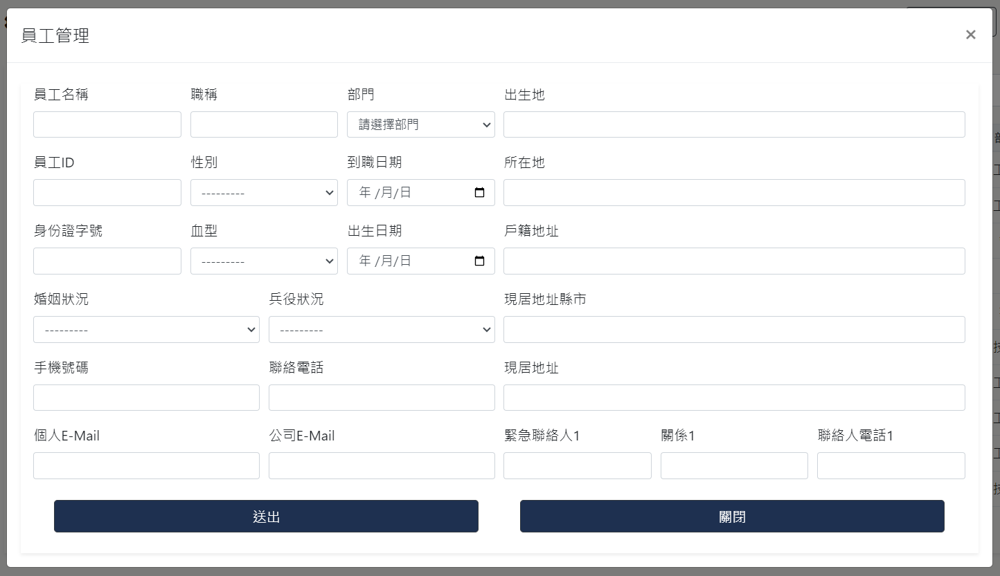 員工管理
×
員工名稱 職稱 部門 出生地
請選擇部門
員工ID 性別 到職日期 所在地
--------- 年 /月/日
身份證字號 血型 出生日期 戶籍地址
--------- 年 /月/日
婚姻狀況 兵役狀況 現居地址縣市
--------- ---------
手機號碼 聯絡電話 現居地址
個人E-Mail 公司E-Mail 緊急聯絡人1 關係1 聯絡人電話1
送出 關閉